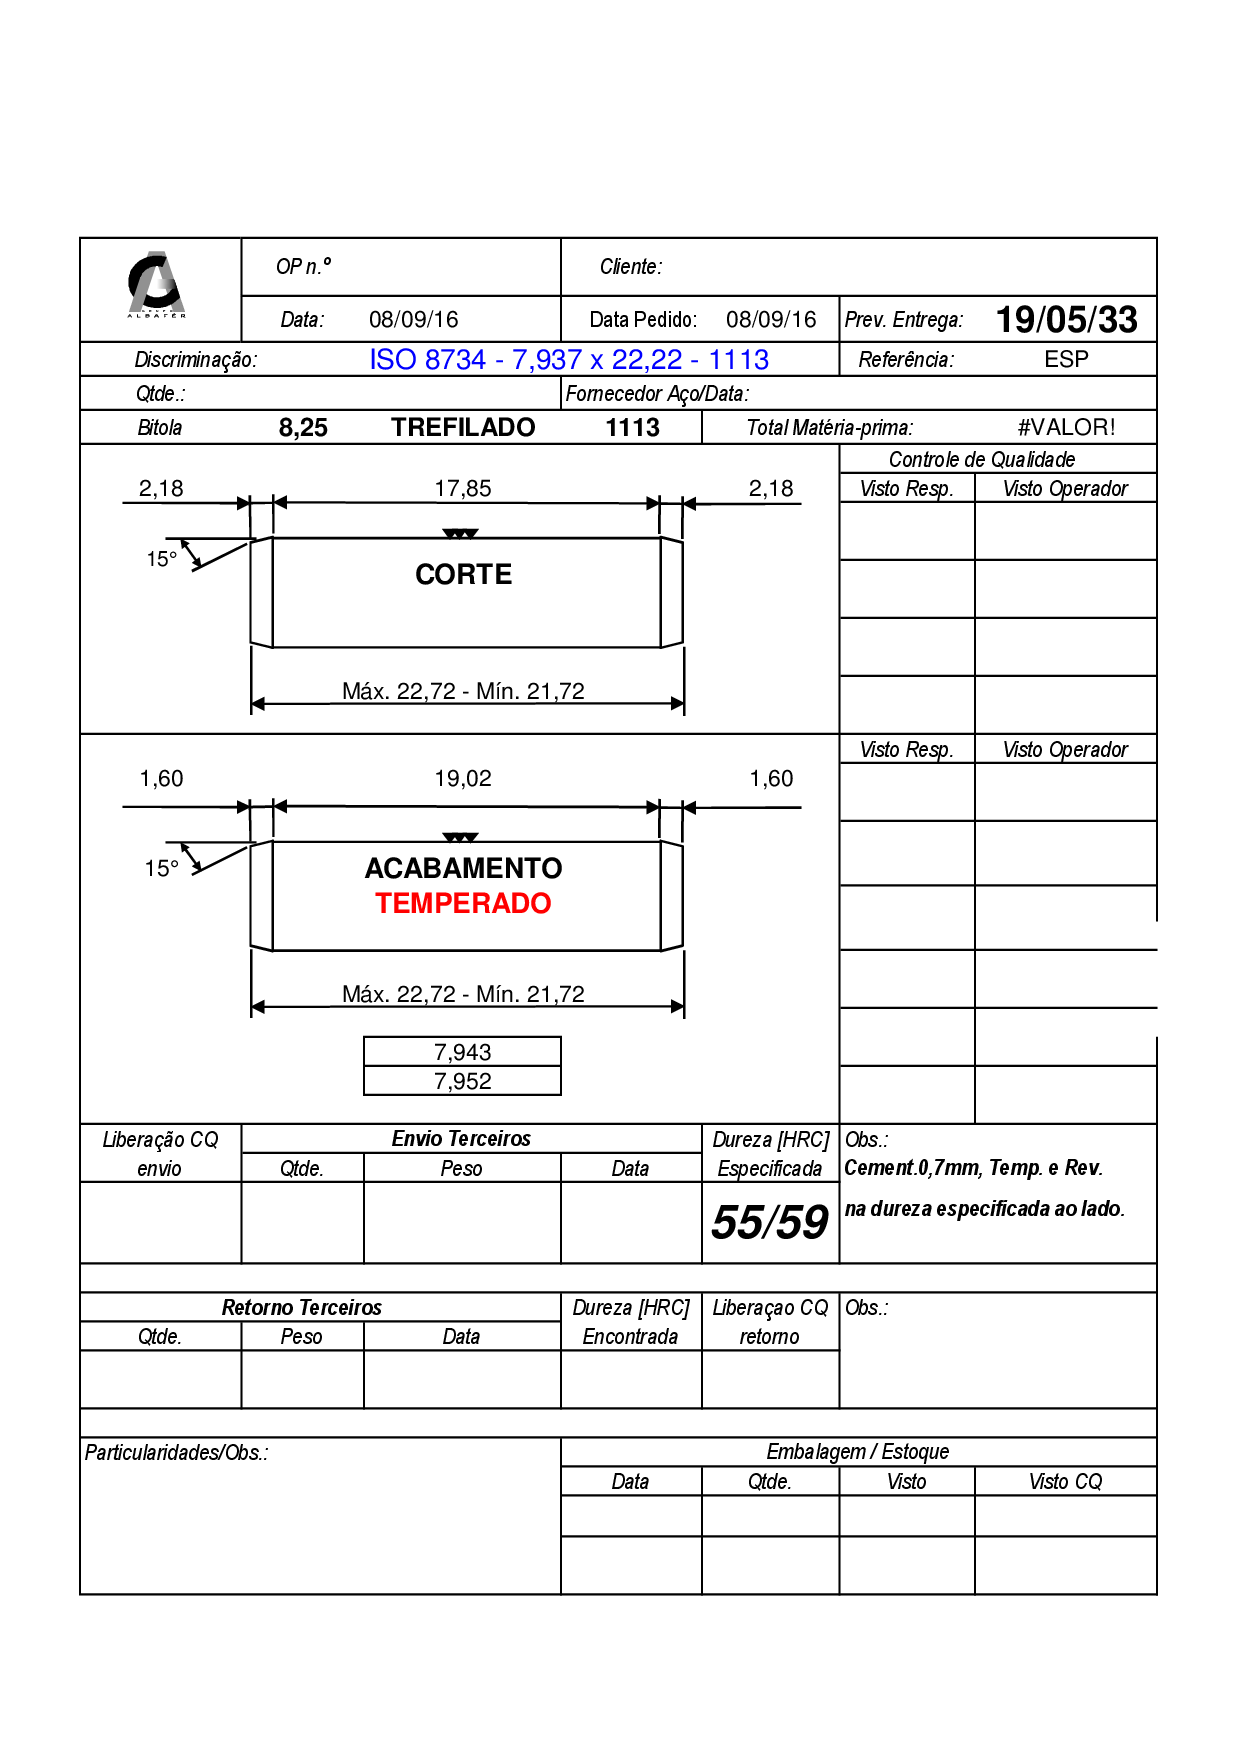 GRUPO
ALBAFÉR
OP n.º
Cliente:
Data: 08/09/16 Data Pedido: 08/09/16 Prev. Entrega: 19/05/33
Discriminação: ISO 8734 - 7,937 x 22,22 - 1113 Referência: ESP
Qtde.: Fornecedor Aço/Data:
Bitola 8,25 TREFILADO 1113 Total Matéria-prima: #VALOR!
Controle de Qualidade
Visto Resp. Visto Operador
2,18 17,85 2,18
15°
CORTE
Máx. 22,72 - Mín. 21,72
Visto Resp. Visto Operador
1,60 19,02 1,60
15°
ACABAMENTO
TEMPERADO
Máx. 22,72 - Mín. 21,72
7,943
7,952
Liberação CQ envio
Envio Terceiros
Qtde. Peso Data
Dureza [HRC] Especificada
55/59
Obs.:
Cement.0,7mm, Temp. e Rev.
na dureza especificada ao lado.
Retorno Terceiros
Qtde. Peso Data
Dureza [HRC] Encontrada
Liberaçao CQ retorno
Obs.:
Particularidades/Obs.:
Embalagem / Estoque
Data Qtde. Visto Visto CQ